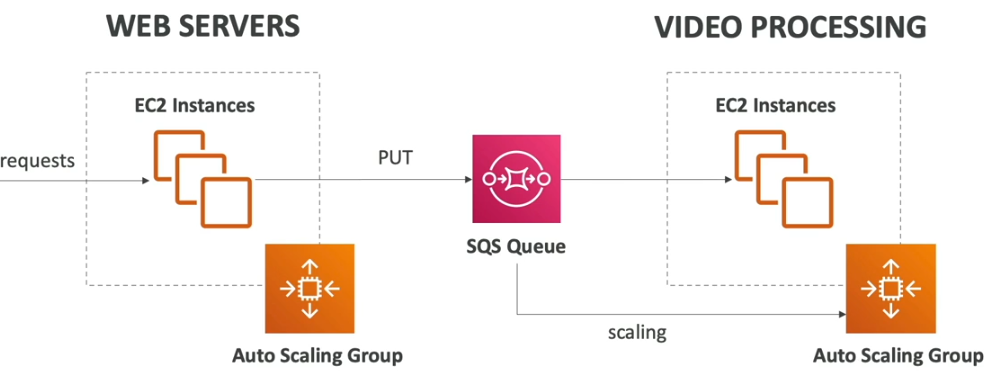 WEB SERVERS
VIDEO PROCESSING
EC2 Instances
EC2 Instances
requests
PUT
SQS Queue
scaling
Auto Scaling Group
Auto Scaling Group